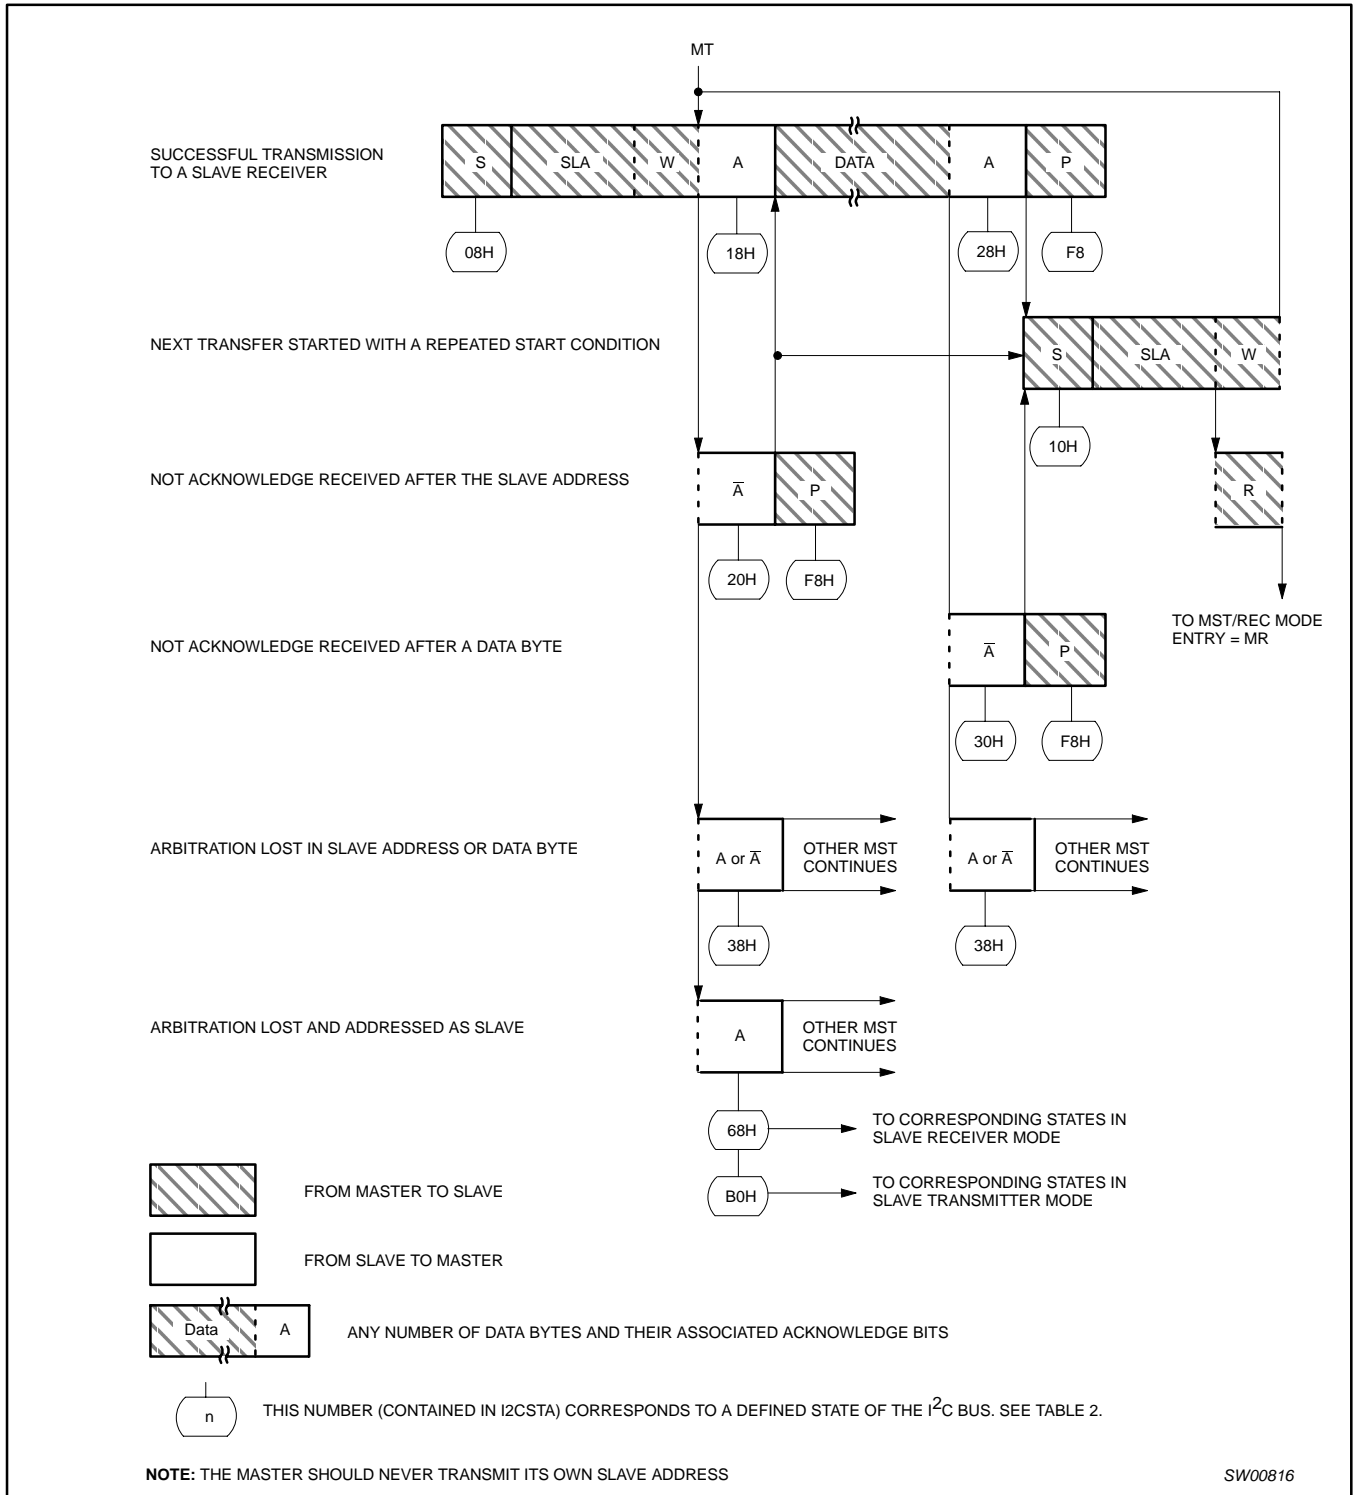 MT
SUCCESSFUL TRANSMISSION
TO A SLAVE RECEIVER
S SLA W A DATA A P
08H 18H 28H F8
NEXT TRANSFER STARTED WITH A REPEATED START CONDITION
S SLA W
10H
NOT ACKNOWLEDGE RECEIVED AFTER THE SLAVE ADDRESS
A̅ P R
20H F8H
TO MST/REC MODE
ENTRY = MR
NOT ACKNOWLEDGE RECEIVED AFTER A DATA BYTE
A̅ P
30H F8H
ARBITRATION LOST IN SLAVE ADDRESS OR DATA BYTE
A or A̅ OTHER MST
CONTINUES
A or A̅ OTHER MST
CONTINUES
38H 38H
ARBITRATION LOST AND ADDRESSED AS SLAVE
A OTHER MST
CONTINUES
68H TO CORRESPONDING STATES IN
SLAVE RECEIVER MODE
B0H TO CORRESPONDING STATES IN
SLAVE TRANSMITTER MODE
FROM MASTER TO SLAVE
FROM SLAVE TO MASTER
Data A ANY NUMBER OF DATA BYTES AND THEIR ASSOCIATED ACKNOWLEDGE BITS
n THIS NUMBER (CONTAINED IN I2CSTA) CORRESPONDS TO A DEFINED STATE OF THE I²C BUS. SEE TABLE 2.
NOTE: THE MASTER SHOULD NEVER TRANSMIT ITS OWN SLAVE ADDRESS
SW00816